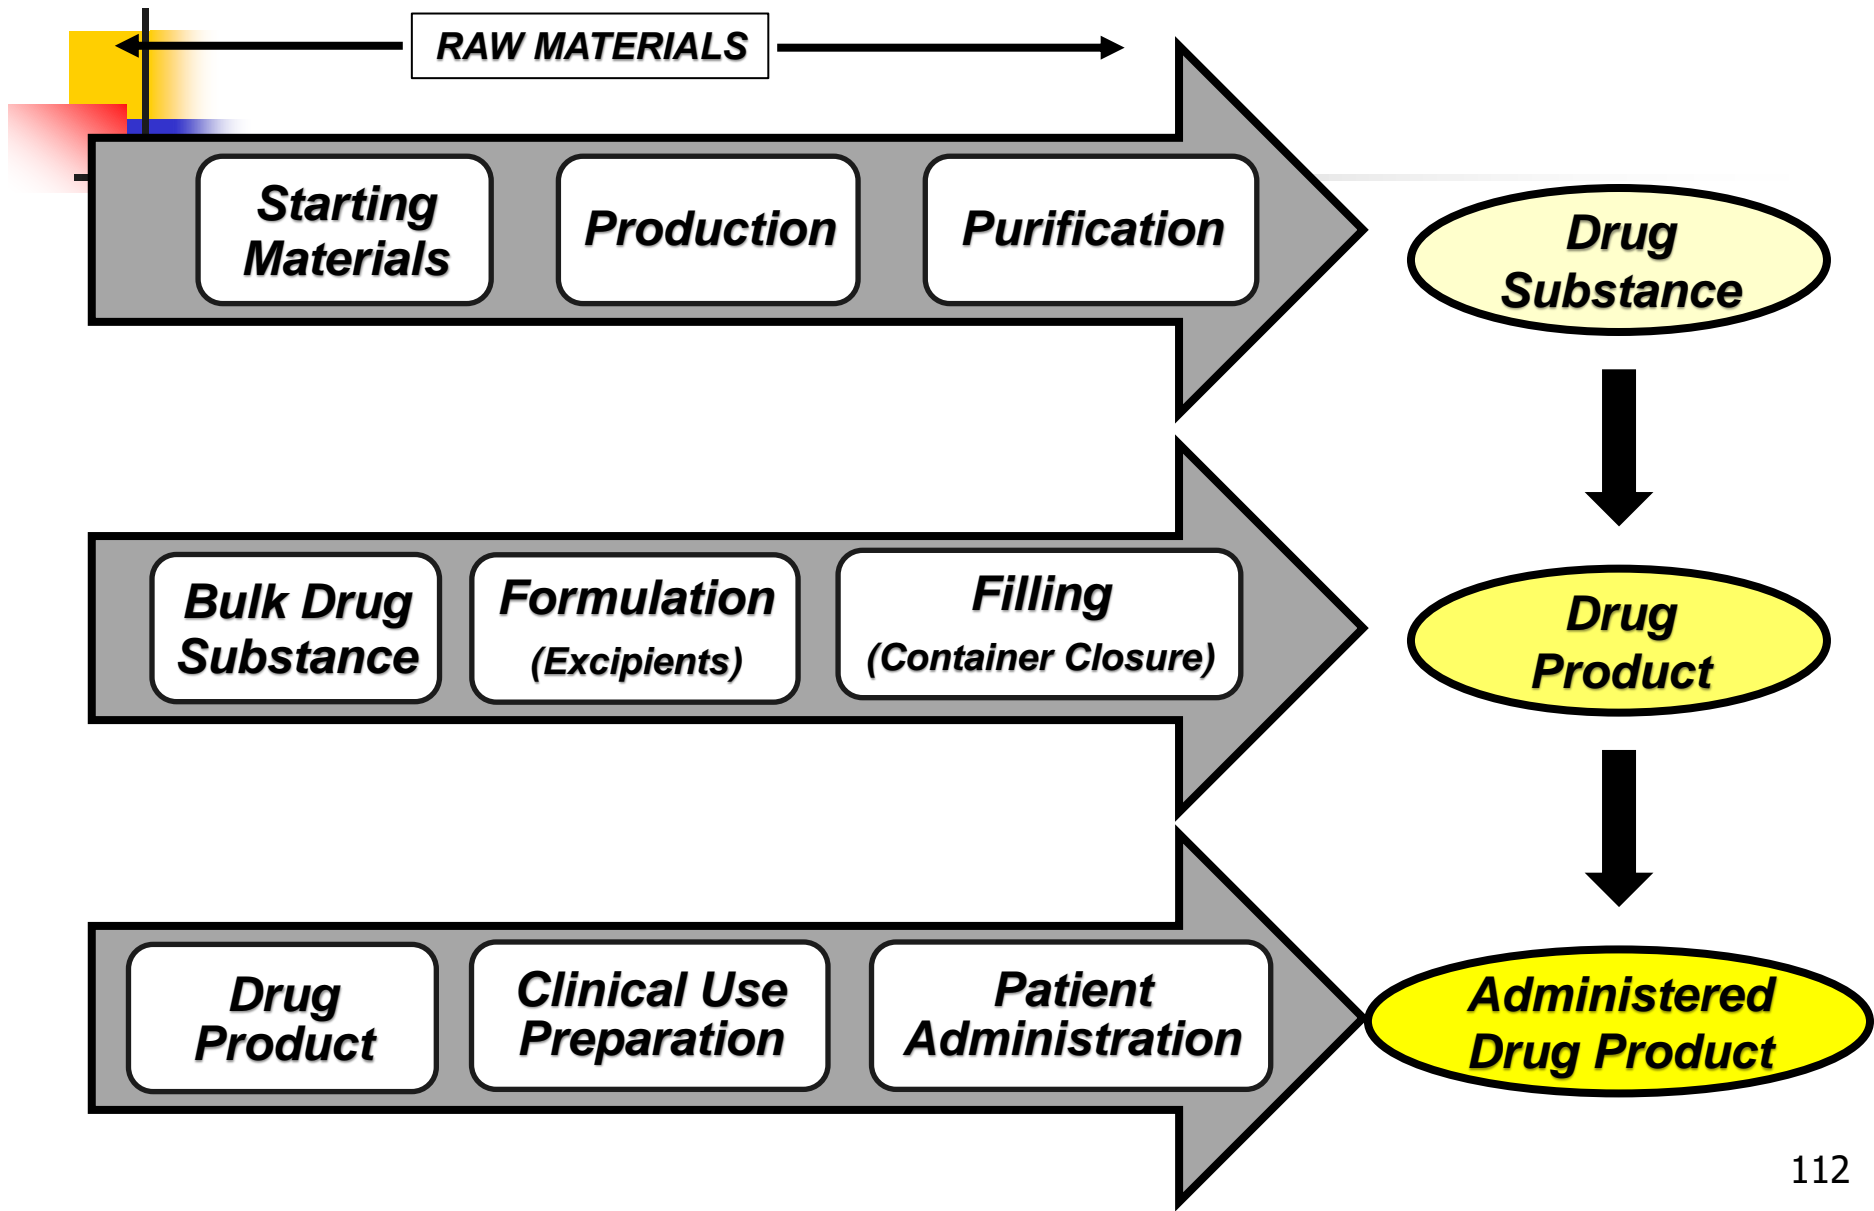 RAW MATERIALS
Starting
Materials
Production
Purification
Drug
Substance
Bulk Drug
Substance
Formulation
(Excipients)
Filling
(Container Closure)
Drug
Product
Drug
Product
Clinical Use
Preparation
Patient
Administration
Administered
Drug Product
112